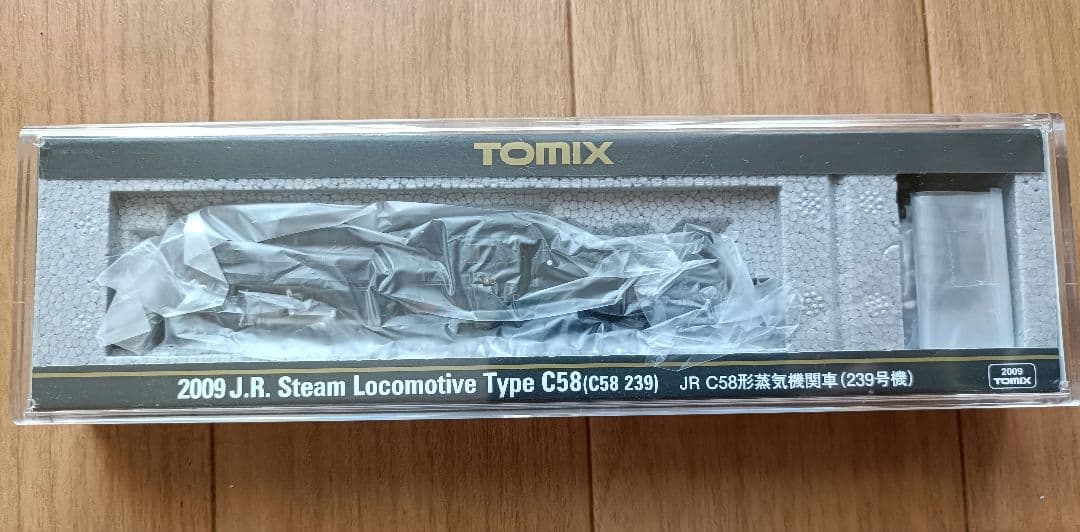 TOMIX
2009 J.R. Steam Locomotive Type C58(C58 239) JR C58形蒸気機関車(239号機)
2009
TOMIX